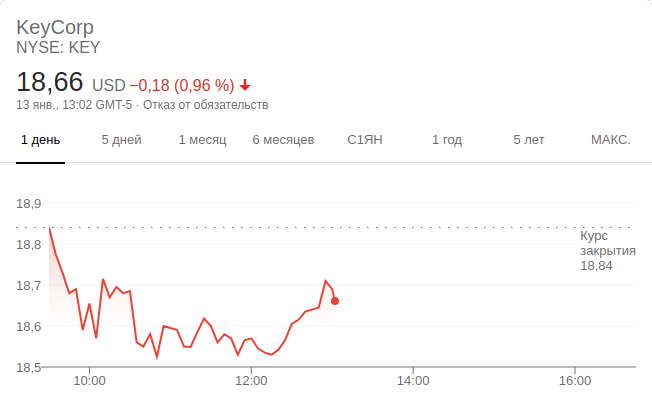 KeyCorp
NYSE: KEY
18,66 USD −0,18 (0,96 %)
13 янв., 13:02 GMT-5 · Отказ от обязательств
1 день 5 дней 1 месяц 6 месяцев С1ЯН 1 год 5 лет МАКС.
18,9
Курс
закрытия
18,84
18,8
18,7
18,6
18,5
10:00 12:00 14:00 16:00